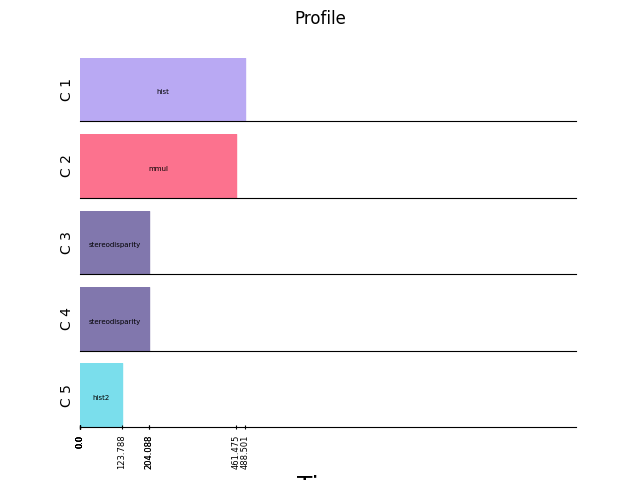 Profile
C 1
hist
C 2
mmul
C 3
stereodisparity
C 4
stereodisparity
C 5
hist2
0.0
123.788
204.088
461.475
488.501